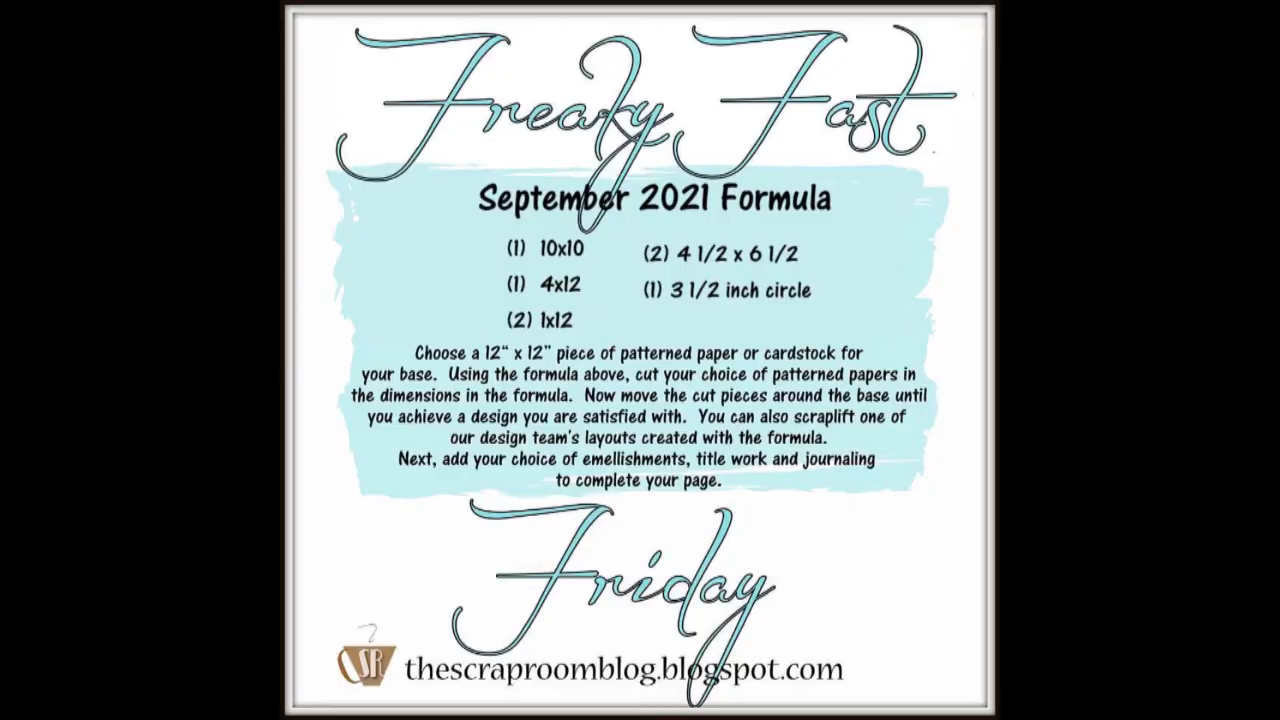 Freaky Fast
September 2021 Formula
(1) 10x10
(1) 4x12
(2) 1x12
(2) 4 1/2 x 6 1/2
(1) 3 1/2 inch circle
Choose a 12“ x 12” piece of patterned paper or cardstock for
your base. Using the formula above, cut your choice of patterned papers in
the dimensions in the formula. Now move the cut pieces around the base until
you achieve a design you are satisfied with. You can also scraplift one of
our design team's layouts created with the formula.
Next, add your choice of emellishments, title work and journaling
to complete your page.
Friday
SR thescraproomblog.blogspot.com